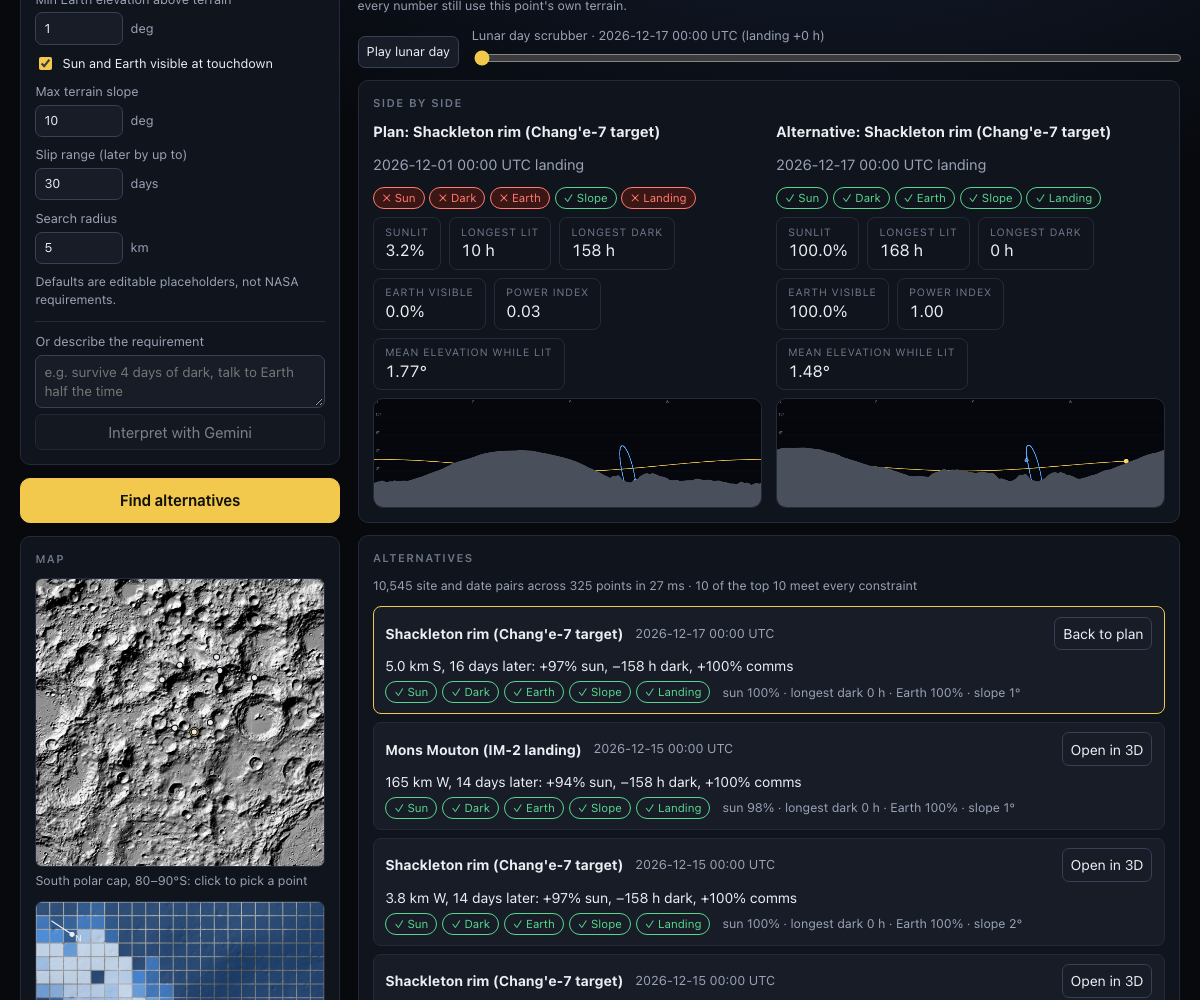 Min Earth elevation above terrain
1 deg
Sun and Earth visible at touchdown
Max terrain slope
10 deg
Slip range (later by up to)
30 days
Search radius
5 km
Defaults are editable placeholders, not NASA
requirements.
Or describe the requirement
e.g. survive 4 days of dark, talk to Earth
half the time
Interpret with Gemini
Find alternatives
MAP
South polar cap, 80–90°S: click to pick a point
N
every number still use this point's own terrain.
Play lunar day
Lunar day scrubber · 2026-12-17 00:00 UTC (landing +0 h)
SIDE BY SIDE
Plan: Shackleton rim (Chang'e-7 target)
2026-12-01 00:00 UTC landing
✕ Sun ✕ Dark ✕ Earth ✓ Slope ✕ Landing
SUNLIT
3.2%
LONGEST LIT
10 h
LONGEST DARK
158 h
EARTH VISIBLE
0.0%
POWER INDEX
0.03
MEAN ELEVATION WHILE LIT
1.77°
Alternative: Shackleton rim (Chang'e-7 target)
2026-12-17 00:00 UTC landing
✓ Sun ✓ Dark ✓ Earth ✓ Slope ✓ Landing
SUNLIT
100.0%
LONGEST LIT
168 h
LONGEST DARK
0 h
EARTH VISIBLE
100.0%
POWER INDEX
1.00
MEAN ELEVATION WHILE LIT
1.48°
ALTERNATIVES
10,545 site and date pairs across 325 points in 27 ms · 10 of the top 10 meet every constraint
Shackleton rim (Chang'e-7 target) 2026-12-17 00:00 UTC
Back to plan
5.0 km S, 16 days later: +97% sun, −158 h dark, +100% comms
✓ Sun ✓ Dark ✓ Earth ✓ Slope ✓ Landing sun 100% · longest dark 0 h · Earth 100% · slope 1°
Mons Mouton (IM-2 landing) 2026-12-15 00:00 UTC
Open in 3D
165 km W, 14 days later: +94% sun, −158 h dark, +100% comms
✓ Sun ✓ Dark ✓ Earth ✓ Slope ✓ Landing sun 98% · longest dark 0 h · Earth 100% · slope 1°
Shackleton rim (Chang'e-7 target) 2026-12-15 00:00 UTC
Open in 3D
3.8 km W, 14 days later: +97% sun, −158 h dark, +100% comms
✓ Sun ✓ Dark ✓ Earth ✓ Slope ✓ Landing sun 100% · longest dark 0 h · Earth 100% · slope 2°
Shackleton rim (Chang'e-7 target) 2026-12-15 00:00 UTC
Open in 3D